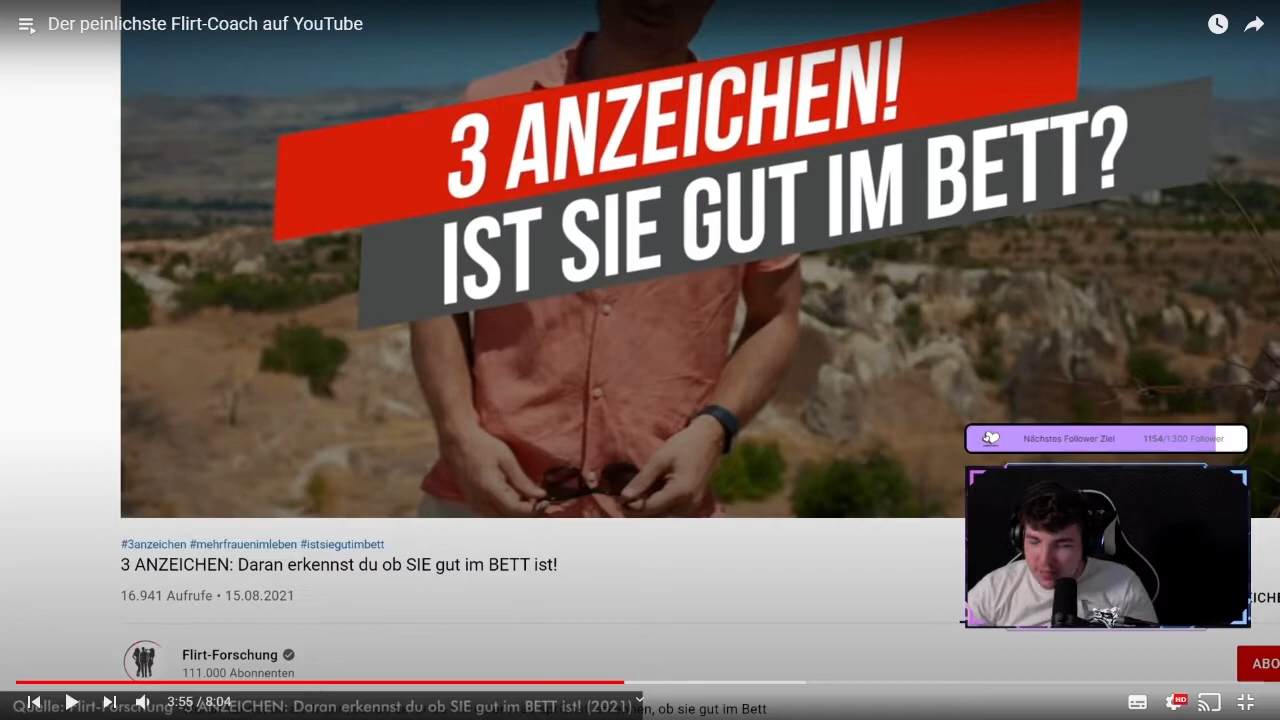 Der peinlichste Flirt-Coach auf YouTube
3 ANZEICHEN!
IST SIE GUT IM BETT?
Nächstes Follower Ziel 1154/1.300 Follower
#3anzeichen #mehrfrauenimleben #istsiegutimbett
3 ANZEICHEN: Daran erkennst du ob SIE gut im BETT ist!
16.941 Aufrufe • 15.08.2021
Flirt-Forschung
111.000 Abonnenten
ABO
3:55 / 8:04
HD
Quelle: Flirt-Forschung - 3 ANZEICHEN: Daran erkennst du ob SIE gut im BETT ist! (2021)
ob sie gut im Bett